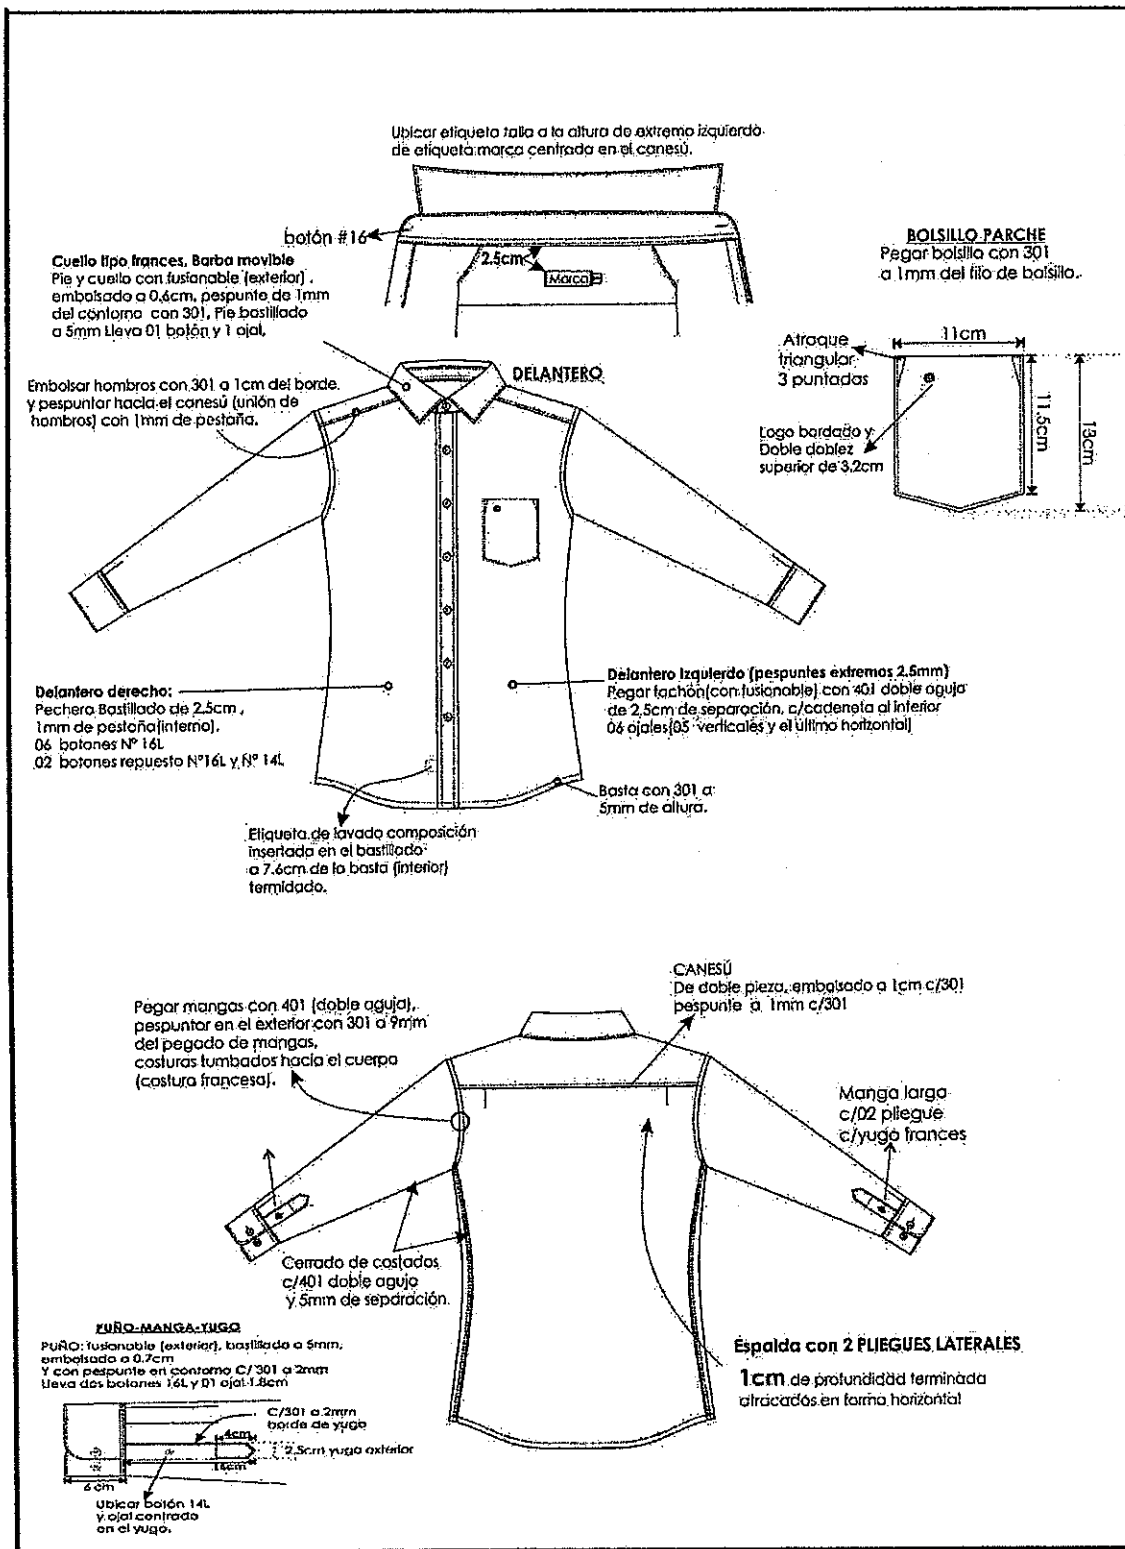 Ubicar etiqueta talla a la altura de extremo izquierdo
de etiqueta marca centrada en el canesú.
botón #16
2.5cm
Marca
Cuello tipo frances, Barba movible
Pie y cuello con fusionable (exterior),
embolsado a 0,6cm, pespunte de 1mm
del contorno con 301, Pie bastillado
a 5mm Lleva 01 botón y 1 ojal.
BOLSILLO PARCHE
Pegar bolsillo con 301
a 1mm del filo de bolsillo.
Atraque
triangular
3 puntadas
11cm
11.5cm
13cm
Logo bordado y
Doble doblez
superior de 3.2cm
DELANTERO
Embolsar hombros con 301 a 1cm del borde
y pespuntar hacia el canesú (unión de
hombros) con 1mm de pestaña.
Delantero derecho:
Pechera Bastillado de 2.5cm,
1mm de pestaña(interno).
06 botones N° 16L
02 botones repuesto N°16L y N° 14L
Delantero Izquierdo (pespuntes extremos 2.5mm)
Pegar tachón(con fusionable) con 401 doble aguja
de 2.5cm de separación, c/cadeneta al interior
06 ojales(05 verticales y el último horizontal)
Basta con 301 a
5mm de altura.
Etiqueta de lavado composición
insertada en el bastillado
a 7.6cm de la basta (interior)
termidado.
Pegar mangas con 401 (doble aguja),
pespuntar en el exterior con 301 a 9mm
del pegado de mangas,
costuras tumbados hacia el cuerpo
(costura francesa).
CANESÚ
De doble pieza, embolsado a 1cm c/301
pespunte a 1mm c/301
Manga larga
c/02 pliegue
c/yugo frances
Cerrado de costados
c/401 doble aguja
y 5mm de separación.
Espalda con 2 PLIEGUES LATERALES
1cm de profundidad terminada
atracados en forma horizontal
PUÑO-MANGA-YUGO
PUÑO: fusionable (exterior), bastillado a 5mm,
embolsado a 0.7cm
Y con pespunte en contorno C/ 301 a 2mm
Lleva dos botones 16L y 01 ojal 1.8cm
C/301 a 2mm
borde de yugo
4cm
2.5cm yugo exterior
16cm
6 cm
Ubicar botón 14L
y ojal centrado
en el yugo.